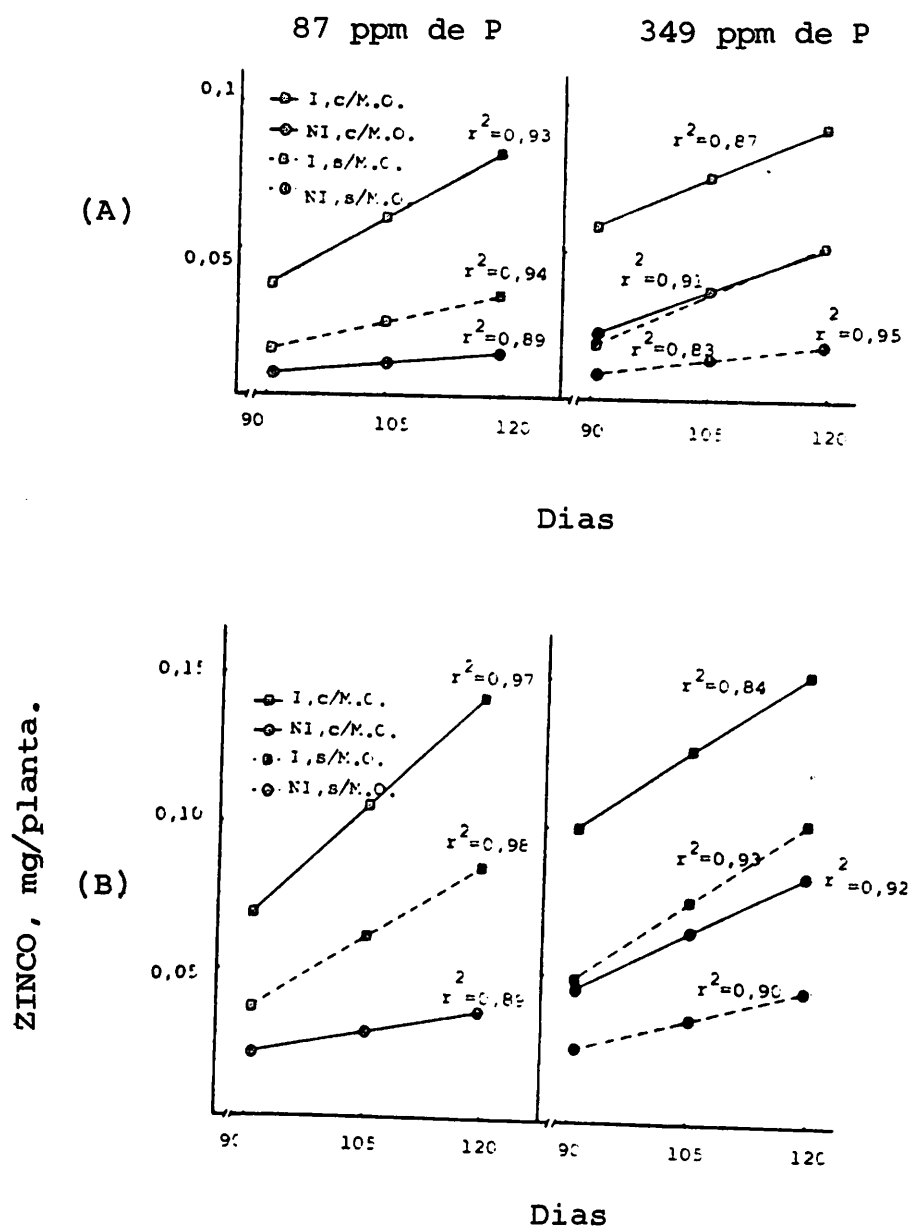 87 ppm de P
349 ppm de P
(A)
0,1
0,05
I,c/M.O.
NI,c/M.O.
I,s/M.O.
NI,s/M.O.
r²=0,93
r²=0,94
r²=0,89
r²=0,87
r²=0,91
r²=0,83
r²=0,95
90
105
120
90
105
120
Dias
ZINCO, mg/planta.
(B)
0,15
0,10
0,05
I,c/M.O.
NI,c/M.O.
I,s/M.O.
NI,s/M.O.
r²=0,97
r²=0,98
r²=0,89
r²=0,84
r²=0,93
r²=0,92
r²=0,90
90
105
120
90
105
120
Dias